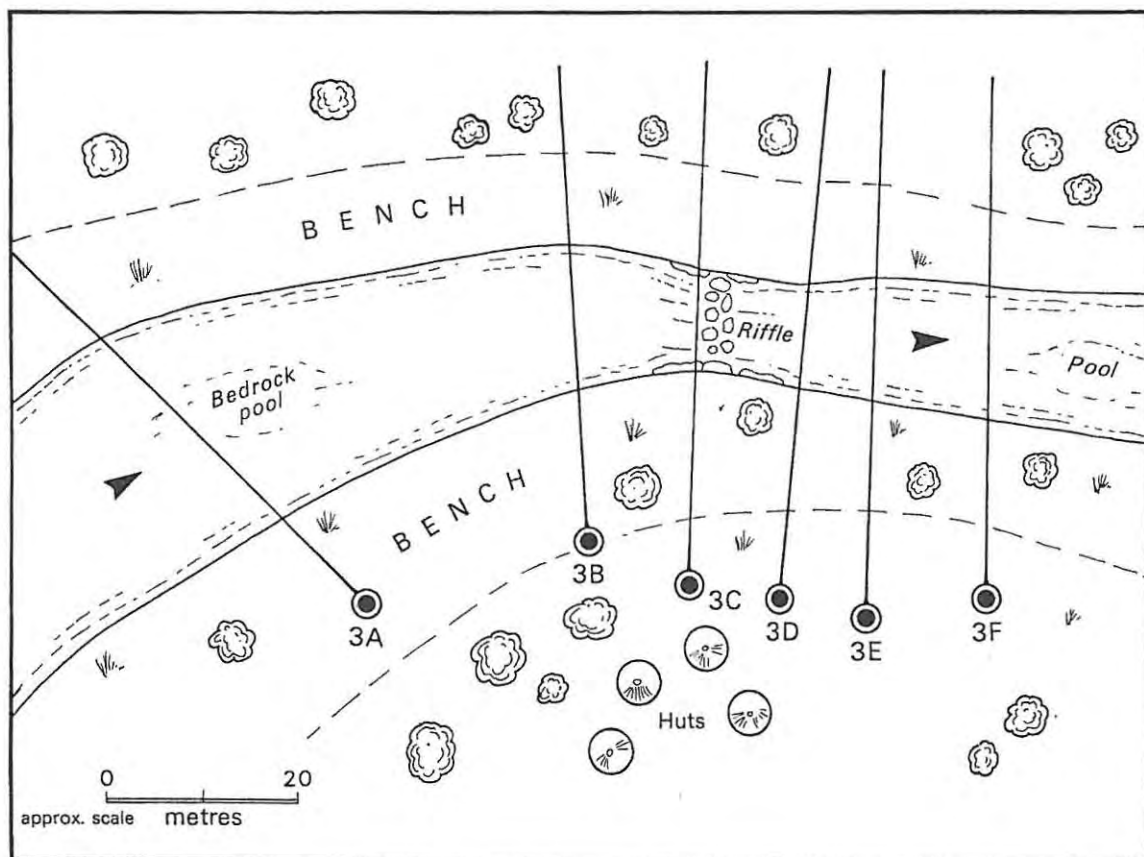 BENCH
Riffle
Pool
Bedrock
pool
BENCH
3B
3C
3D
3A
3E
3F
Huts
0 20
approx. scale metres